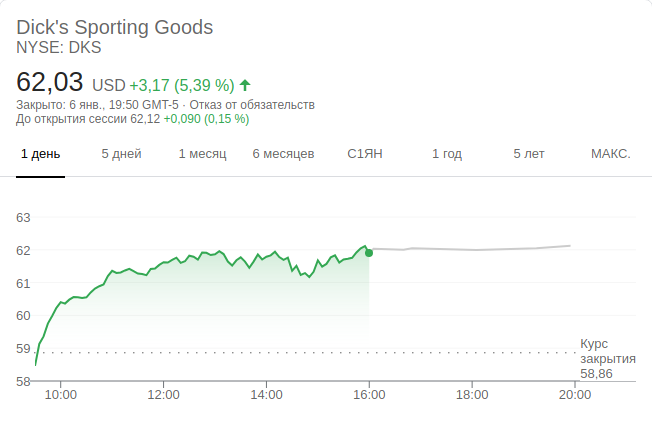 Dick's Sporting Goods
NYSE: DKS
62,03 USD +3,17 (5,39 %)
Закрыто: 6 янв., 19:50 GMT-5 · Отказ от обязательств
До открытия сессии 62,12 +0,090 (0,15 %)
1 день 5 дней 1 месяц 6 месяцев С1ЯН 1 год 5 лет МАКС.
63
62
61
60
59
58
Курс
закрытия
58,86
10:00 12:00 14:00 16:00 18:00 20:00